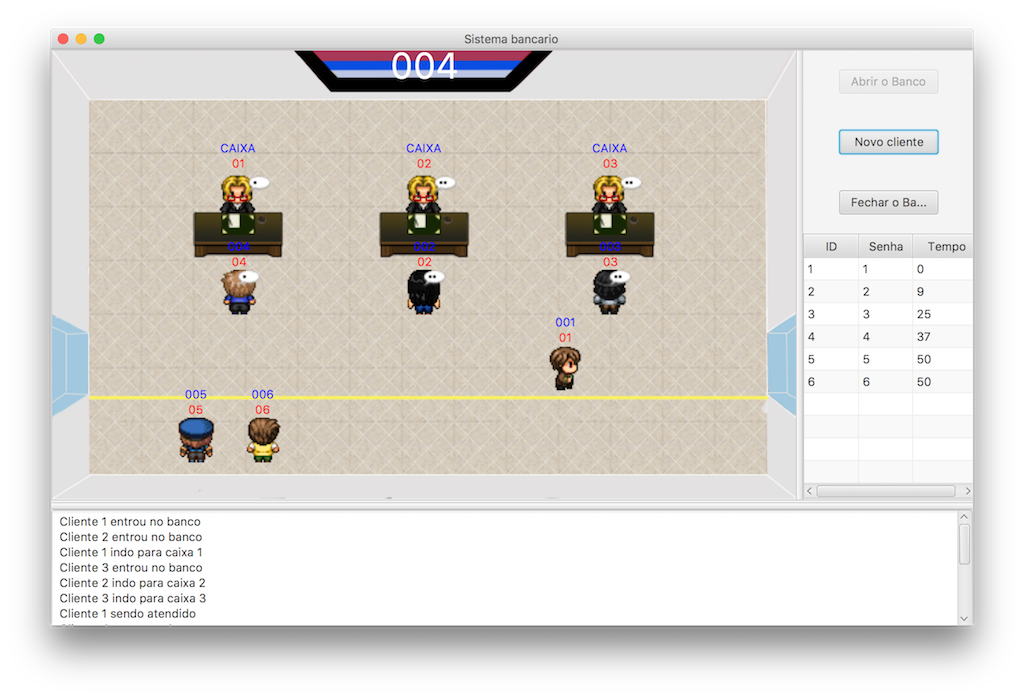 Sistema bancario
004
Abrir o Banco
CAIXA CAIXA CAIXA
01 02 03
Novo cliente
Fechar o Ba...
004 002 003
04 02 03
ID Senha Tempo
1 1 0
2 2 9
3 3 25
4 4 37
5 5 50
6 6 50
001
01
005 006
05 06
Cliente 1 entrou no banco
Cliente 2 entrou no banco
Cliente 1 indo para caixa 1
Cliente 3 entrou no banco
Cliente 2 indo para caixa 2
Cliente 3 indo para caixa 3
Cliente 1 sendo atendido